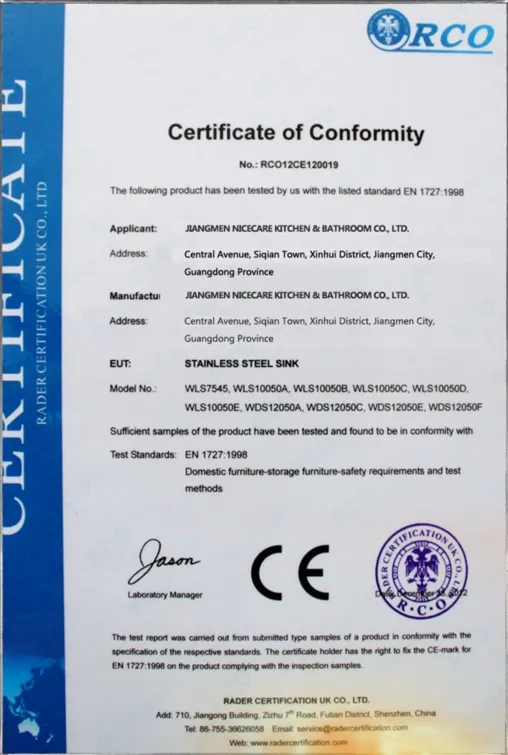 RCO
CERTIFICATE
RADER CERTIFICATION UK CO., LTD
Certificate of Conformity
No.: RCO12CE120019
The following product has been tested by us with the listed standard EN 1727:1998
Applicant: JIANGMEN NICECARE KITCHEN & BATHROOM CO., LTD.
Address: Central Avenue, Siqian Town, Xinhui District, Jiangmen City,
Guangdong Province
Manufactur JIANGMEN NICECARE KITCHEN & BATHROOM CO., LTD.
Address: Central Avenue, Siqian Town, Xinhui District, Jiangmen City,
Guangdong Province
EUT: STAINLESS STEEL SINK
Model No.: WLS7545, WLS10050A, WLS10050B, WLS10050C, WLS10050D,
WLS10050E, WDS12050A, WDS12050C, WDS12050E, WDS12050F
Sufficient samples of the product have been tested and found to be in conformity with
Test Standards: EN 1727:1998
Domestic furniture-storage furniture-safety requirements and test
methods
Jason
Laboratory Manager
CE
RADER CERTIFICATION UK CO., LTD
R.C.O
Date: December 2012
The test report was carried out from submitted type samples of a product in conformity with the
specification of the respective standards. The certificate holder has the right to fix the CE-mark for
EN 1727:1998 on the product complying with the inspection samples.
RADER CERTIFICATION UK CO., LTD.
Add: 710, Jiangong Building, Zizhu 7th Road, Futian District, Shenzhen, China
Tel: 86-755-36626058 Email: service@radercertification.com
Web: www.radercertification.com